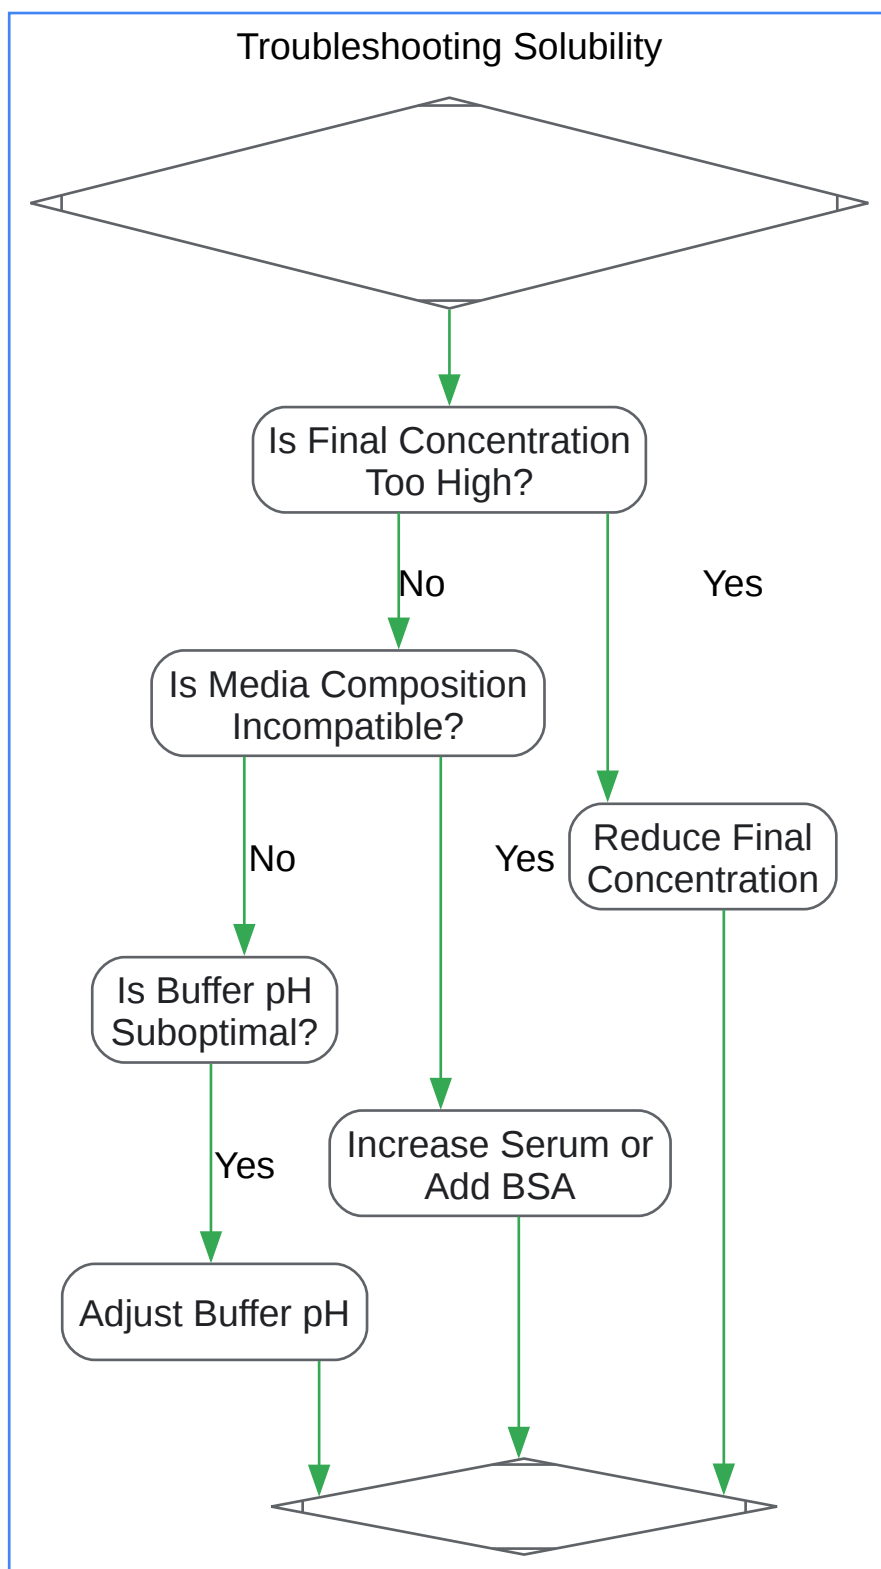 Troubleshooting Solubility
Is Final Concentration
Too High?
No
Yes
Is Media Composition
Incompatible?
Reduce Final
Concentration
No
Yes
Is Buffer pH
Suboptimal?
Increase Serum or
Add BSA
Yes
Adjust Buffer pH